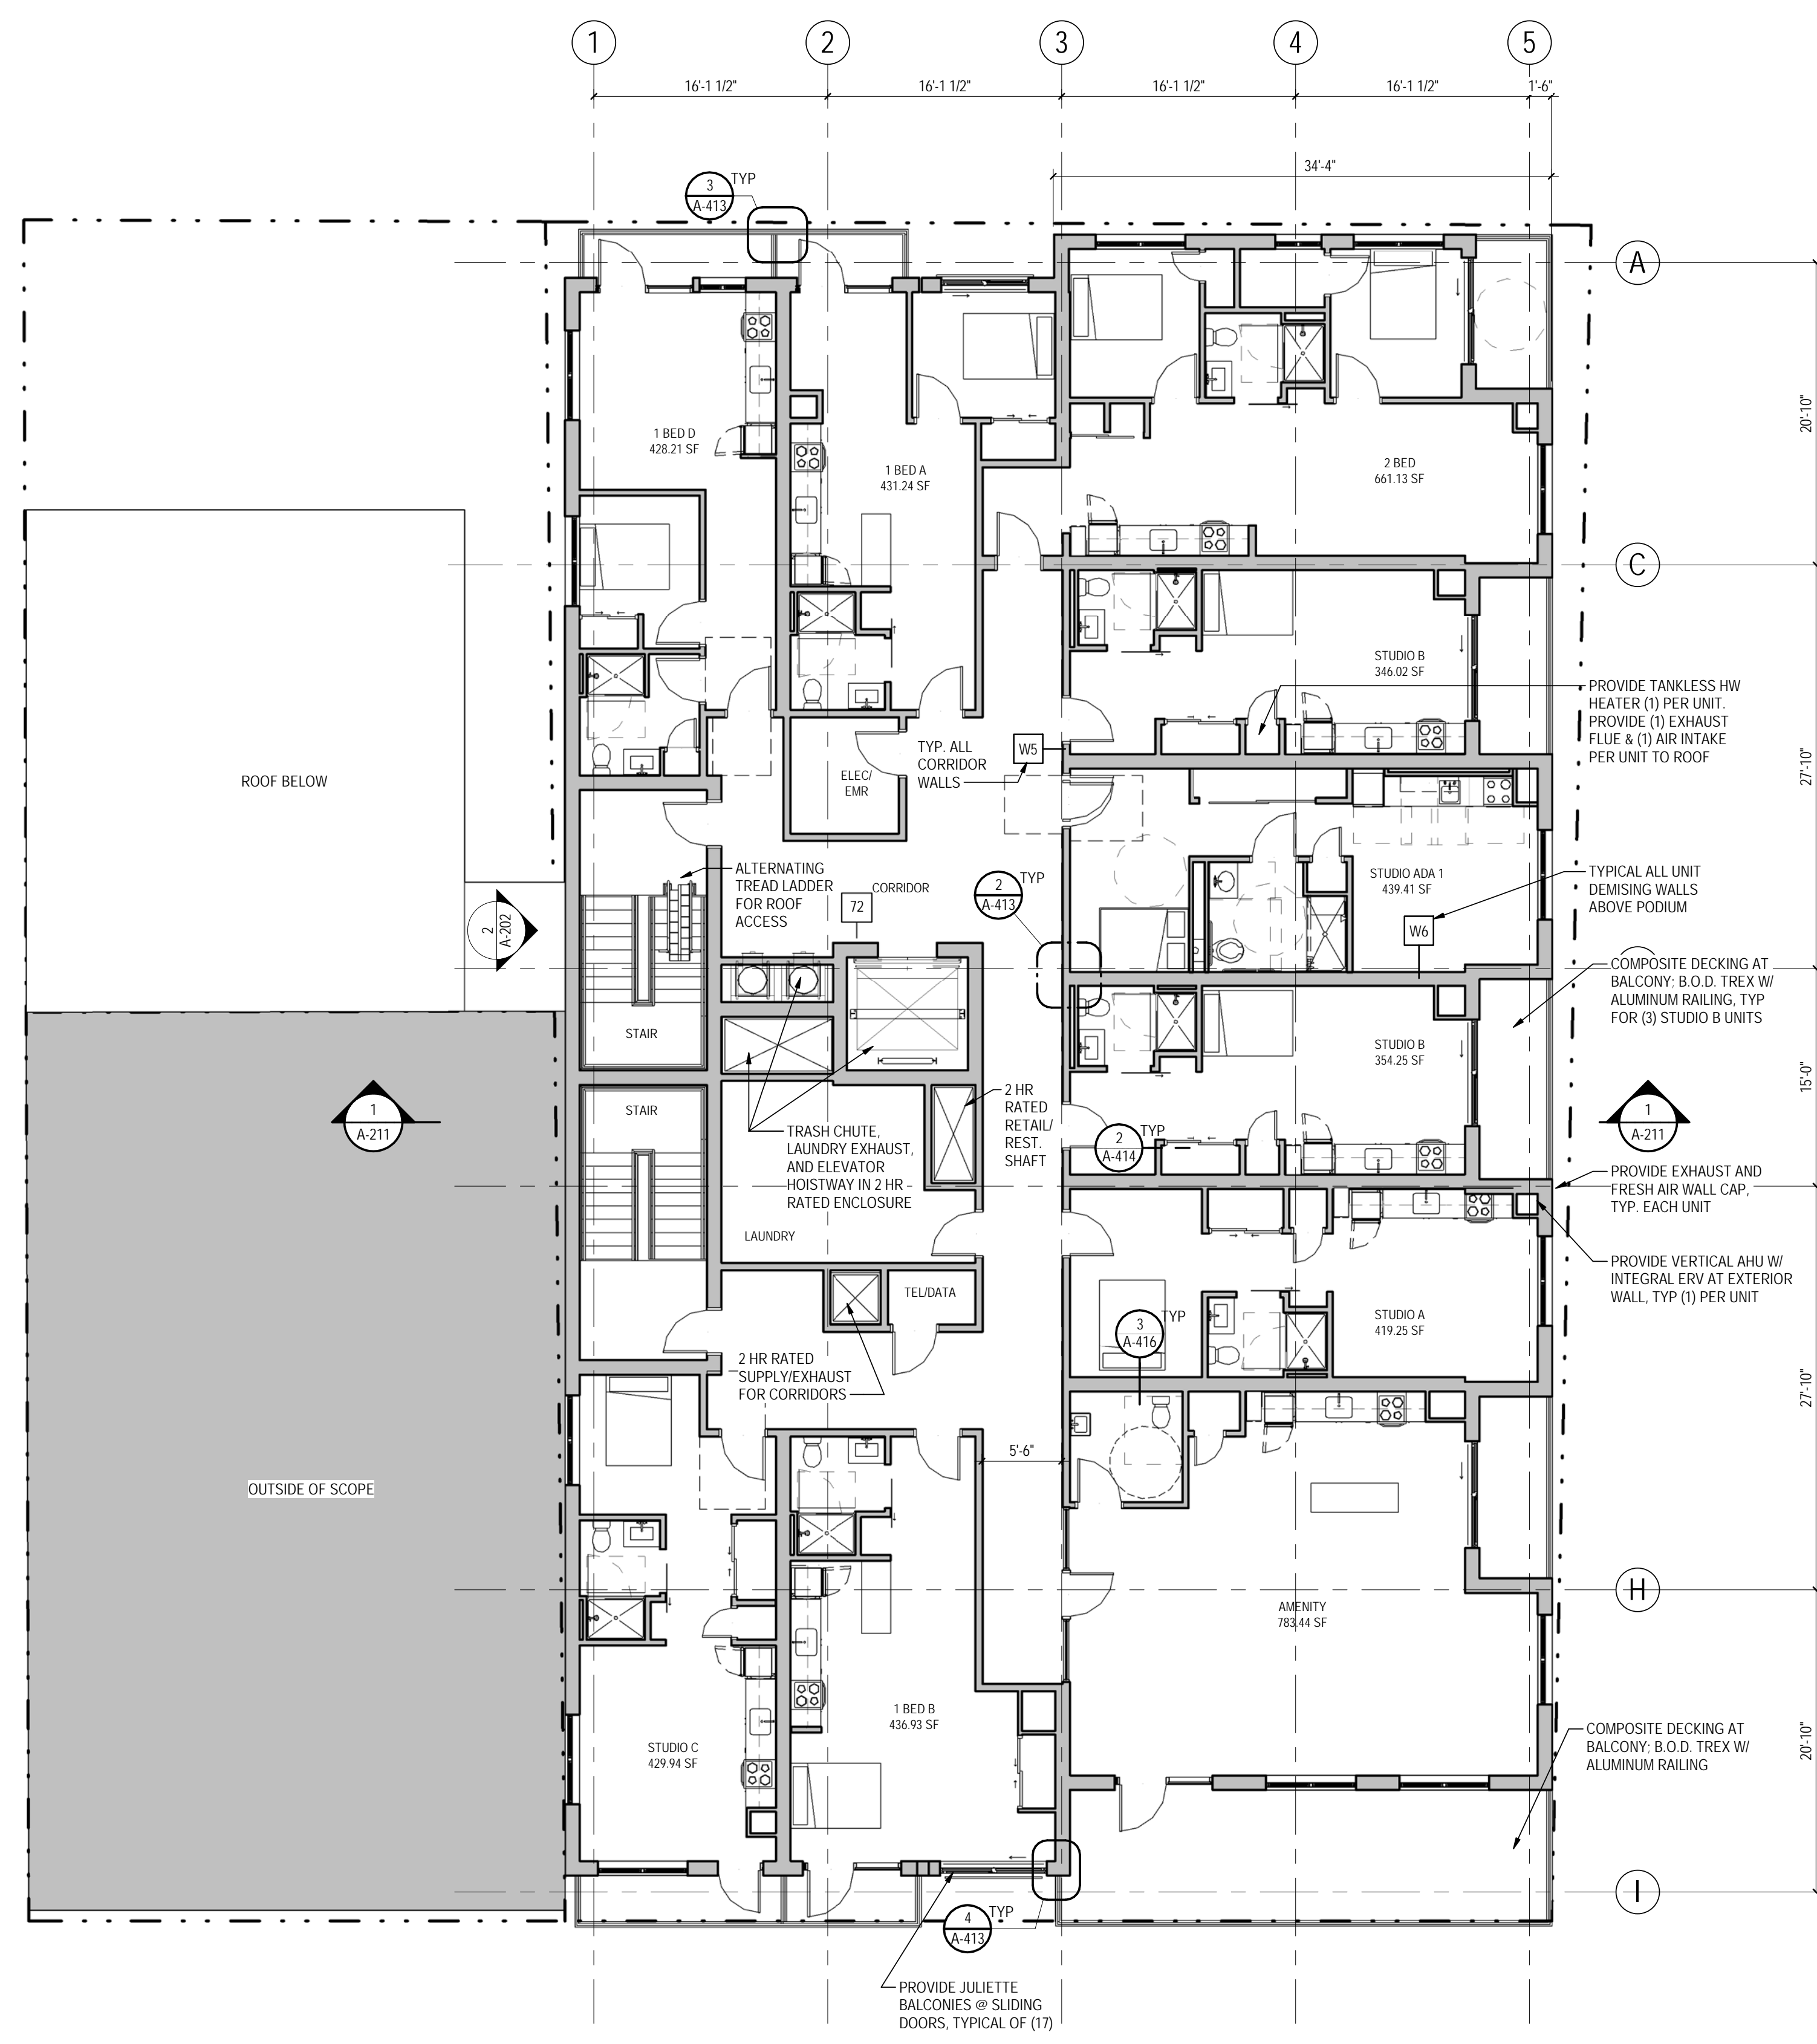 1
2
3
4
5
16'-1 1/2"
16'-1 1/2"
16'-1 1/2"
16'-1 1/2"
1'-6"
34'-4"
3
A-413
TYP
A
20'-10"
1 BED D
428.21 SF
1 BED A
431.24 SF
2 BED
661.13 SF
C
STUDIO B
346.02 SF
PROVIDE TANKLESS HW
HEATER (1) PER UNIT.
PROVIDE (1) EXHAUST
FLUE & (1) AIR INTAKE
PER UNIT TO ROOF
27'-10"
ROOF BELOW
ELEC/
EMR
TYP. ALL
CORRIDOR
WALLS
W5
ALTERNATING
TREAD LADDER
FOR ROOF
ACCESS
CORRIDOR
72
2
A-413
TYP
STUDIO ADA 1
439.41 SF
W6
TYPICAL ALL UNIT
DEMISING WALLS
ABOVE PODIUM
2
A-202
COMPOSITE DECKING AT
BALCONY; B.O.D. TREX W/
ALUMINUM RAILING, TYP
FOR (3) STUDIO B UNITS
STAIR
STUDIO B
354.25 SF
15'-0"
1
A-211
STAIR
2 HR
RATED
RETAIL/
REST.
SHAFT
2
A-414
TYP
1
A-211
TRASH CHUTE,
LAUNDRY EXHAUST,
AND ELEVATOR
HOISTWAY IN 2 HR
RATED ENCLOSURE
PROVIDE EXHAUST AND
FRESH AIR WALL CAP,
TYP. EACH UNIT
LAUNDRY
PROVIDE VERTICAL AHU W/
INTEGRAL ERV AT EXTERIOR
WALL, TYP (1) PER UNIT
TEL/DATA
STUDIO A
419.25 SF
3
A-416
TYP
2 HR RATED
SUPPLY/EXHAUST
FOR CORRIDORS
27'-10"
5'-6"
OUTSIDE OF SCOPE
H
AMENITY
783.44 SF
1 BED B
436.93 SF
STUDIO C
429.94 SF
COMPOSITE DECKING AT
BALCONY; B.O.D. TREX W/
ALUMINUM RAILING
20'-10"
I
4
A-413
TYP
PROVIDE JULIETTE
BALCONIES @ SLIDING
DOORS, TYPICAL OF (17)